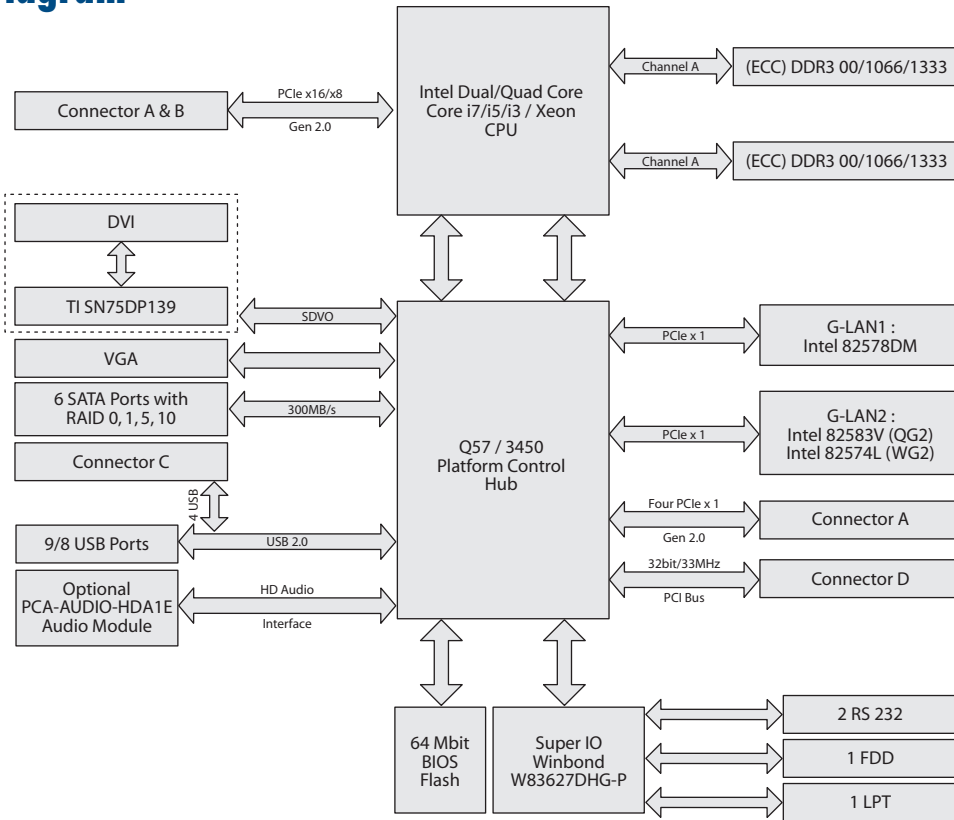 Intel Dual/Quad Core
Core i7/i5/i3 / Xeon
CPU
Channel A
(ECC) DDR3 00/1066/1333
Connector A & B
PCIe x16/x8
Gen 2.0
Channel A
(ECC) DDR3 00/1066/1333
DVI
TI SN75DP139
SDVO
VGA
6 SATA Ports with
RAID 0, 1, 5, 10
300MB/s
Connector C
4 USB
9/8 USB Ports
USB 2.0
Optional
PCA-AUDIO-HDA1E
Audio Module
HD Audio
Interface
Q57 / 3450
Platform Control
Hub
PCIe x 1
G-LAN1 :
Intel 82578DM
PCIe x 1
G-LAN2 :
Intel 82583V (QG2)
Intel 82574L (WG2)
Four PCIe x 1
Gen 2.0
Connector A
32bit/33MHz
PCI Bus
Connector D
64 Mbit
BIOS
Flash
Super IO
Winbond
W83627DHG-P
2 RS 232
1 FDD
1 LPT